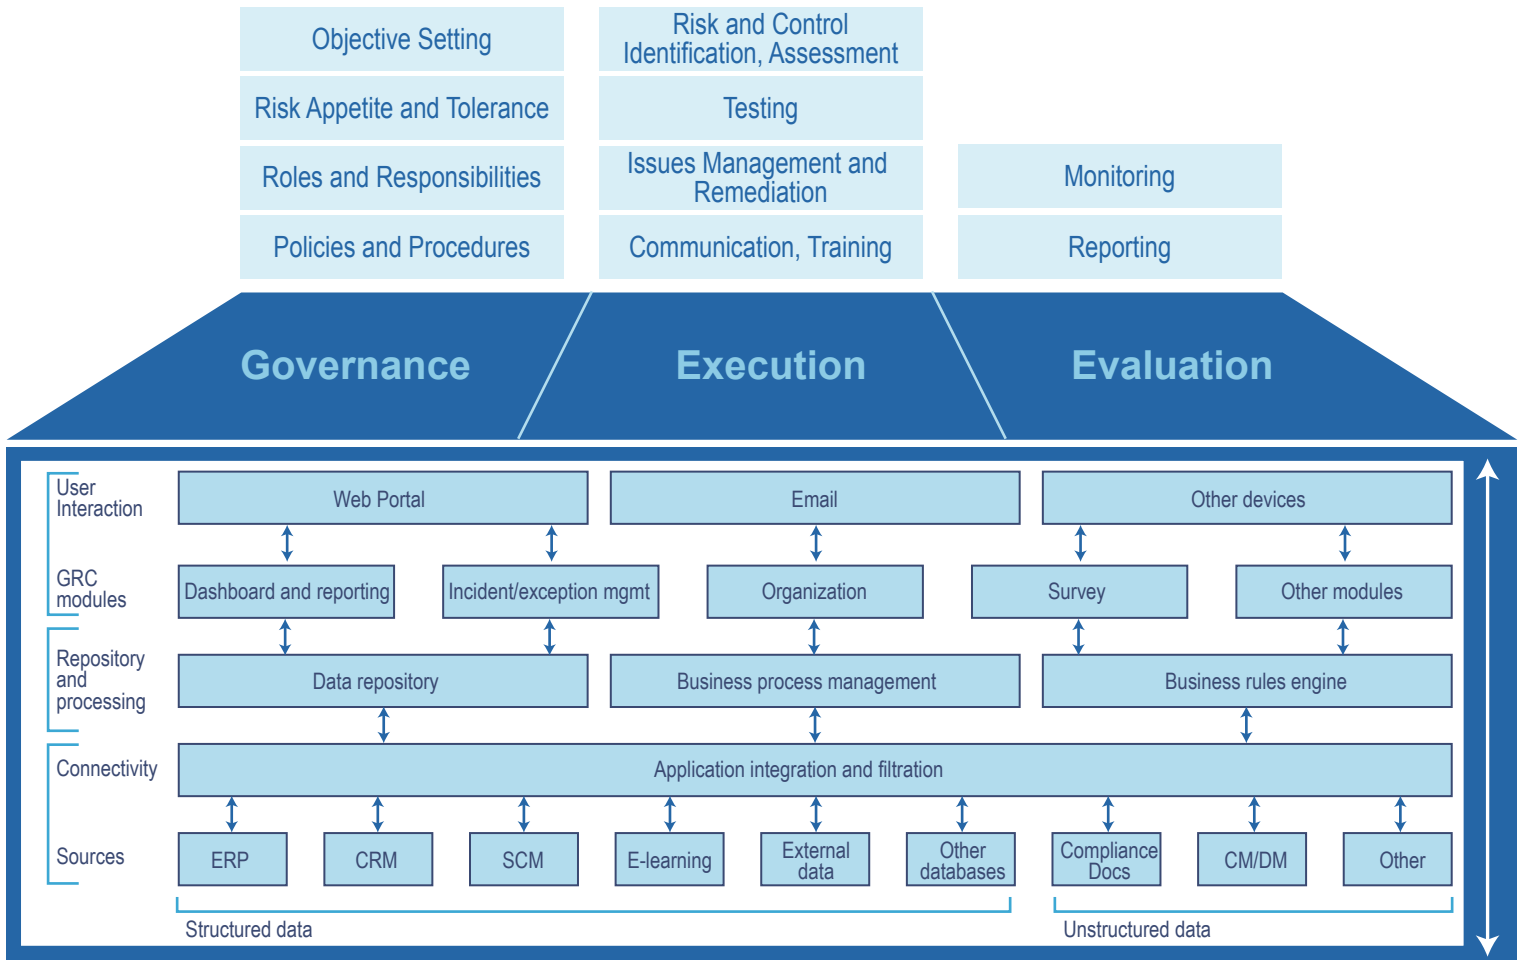 Objective Setting
Risk Appetite and Tolerance
Roles and Responsibilities
Policies and Procedures
Risk and Control
Identification, Assessment
Testing
Issues Management and
Remediation
Communication, Training
Monitoring
Reporting
Governance
Execution
Evaluation
User
Interaction
Web Portal
Email
Other devices
GRC
modules
Dashboard and reporting
Incident/exception mgmt
Organization
Survey
Other modules
Repository
and
processing
Data repository
Business process management
Business rules engine
Connectivity
Application integration and filtration
Sources
ERP
CRM
SCM
E-learning
External
data
Other
databases
Compliance
Docs
CM/DM
Other
Structured data
Unstructured data